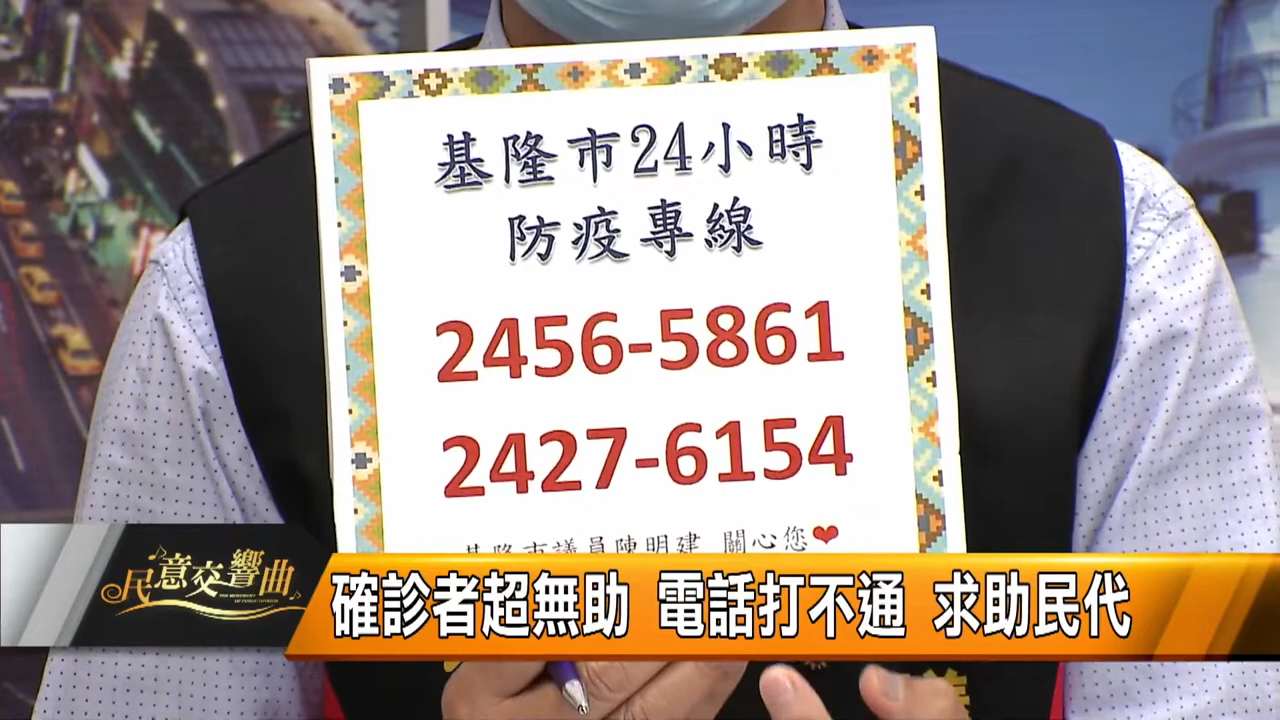 基隆市24小時
防疫專線
2456-5861
2427-6154
基隆市議員陳明建 關心您
民意交響曲
確診者超無助 電話打不通 求助民代